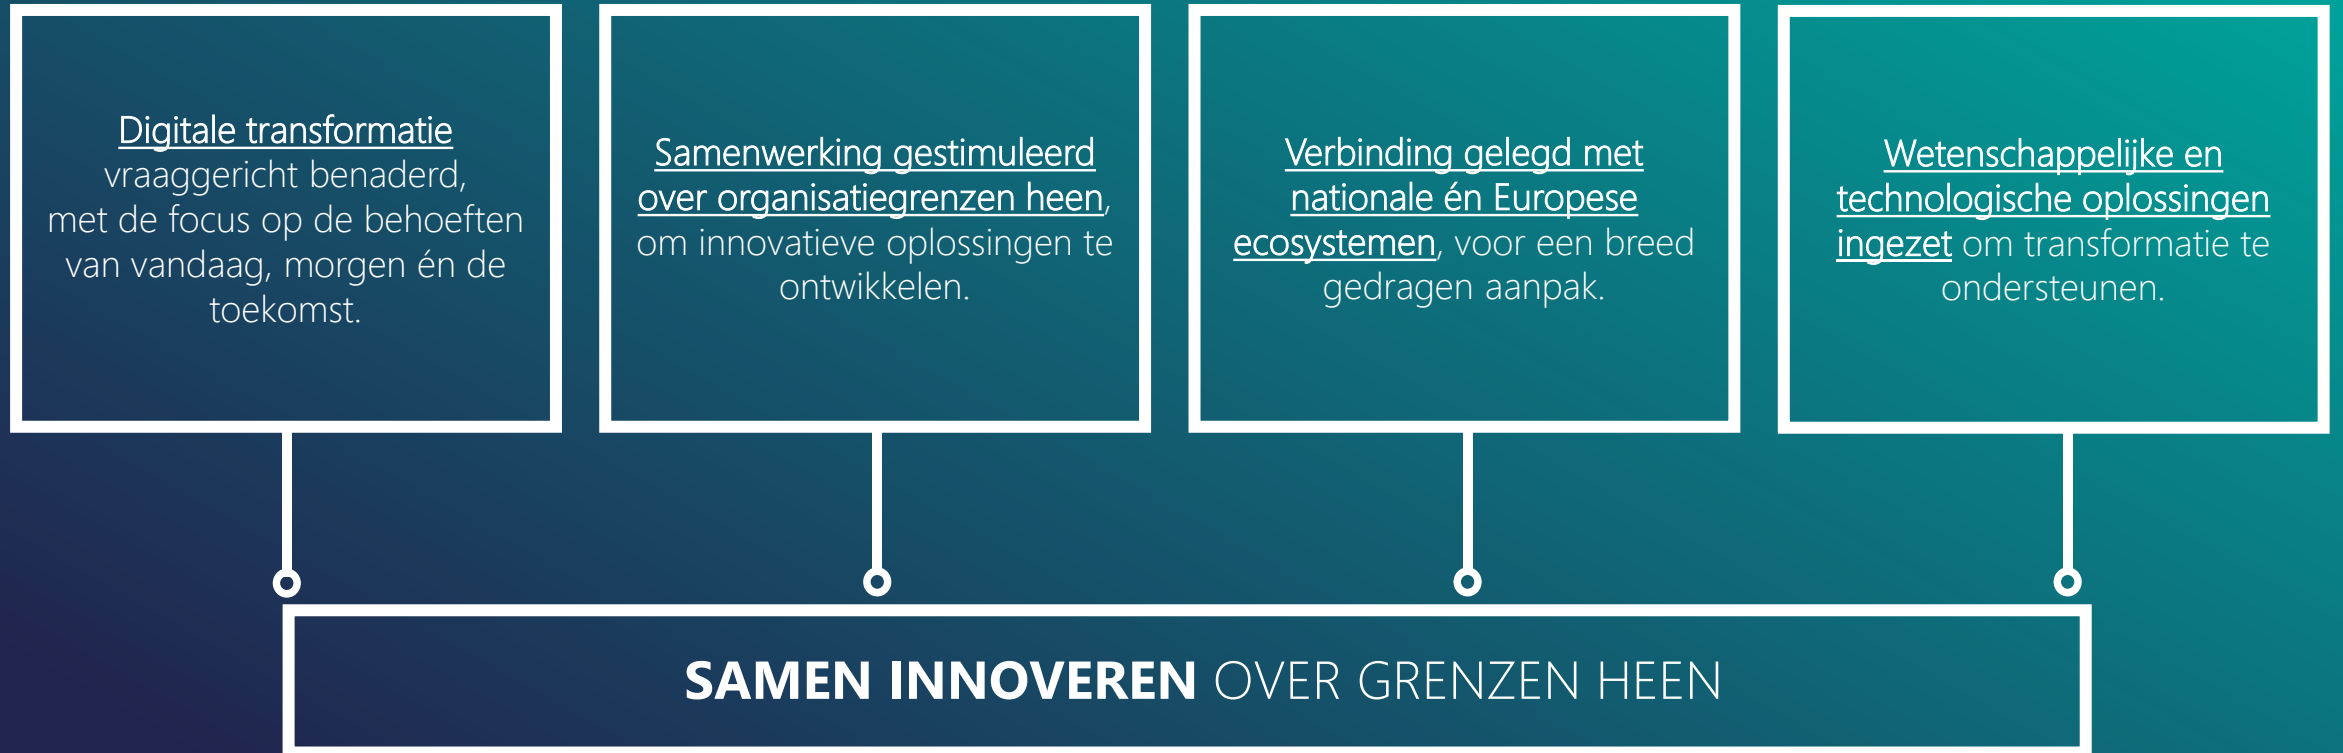 Digitale transformatie
vraaggericht benaderd,
met de focus op de behoeften
van vandaag, morgen én de
toekomst.
Samenwerking gestimuleerd
over organisatiegrenzen heen,
om innovatieve oplossingen te
ontwikkelen.
Verbinding gelegd met
nationale én Europese
ecosystemen, voor een breed
gedragen aanpak.
Wetenschappelijke en
technologische oplossingen
ingezet om transformatie te
ondersteunen.
SAMEN INNOVEREN OVER GRENZEN HEEN